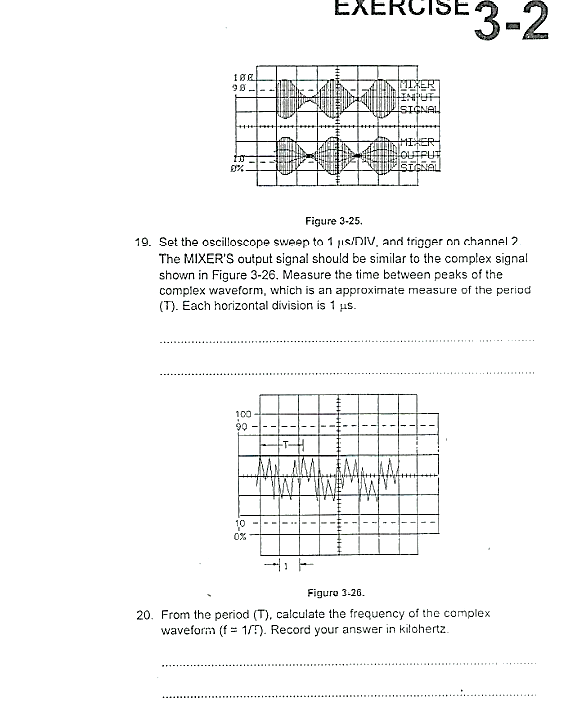 EXERCISE 3-2
100
90
MIXER
INPUT
SIGNAL
MIXER
OUTPUT
SIGNAL
10
0%
Figure 3-25.
19. Set the oscilloscope sweep to 1 µs/DIV, and trigger on channel 2.
The MIXER'S output signal should be similar to the complex signal
shown in Figure 3-26. Measure the time between peaks of the
complex waveform, which is an approximate measure of the period
(T). Each horizontal division is 1 µs.
100
90
T
10
0%
1
Figure 3-26.
20. From the period (T), calculate the frequency of the complex
waveform (f = 1/T). Record your answer in kilohertz.